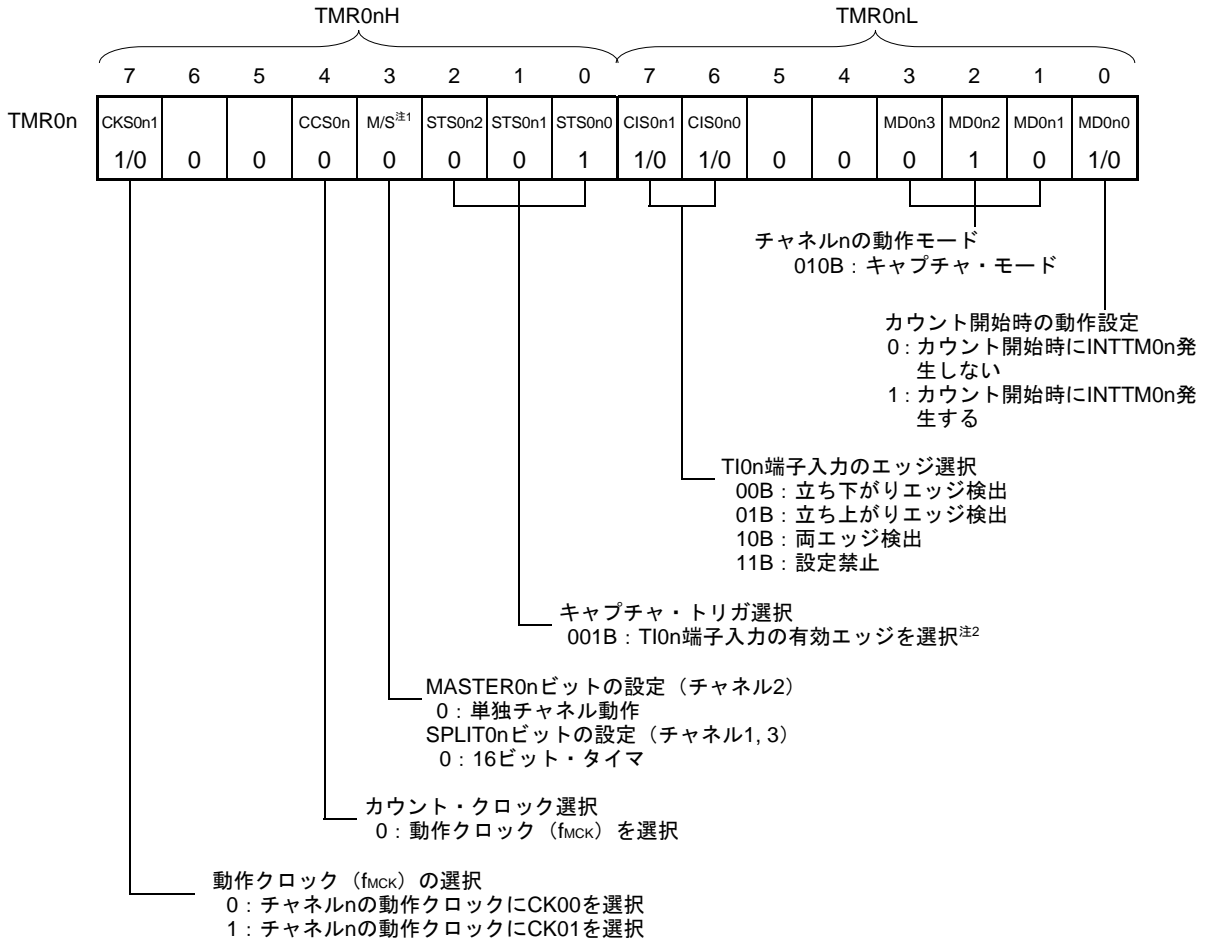 TMR0nH TMR0nL
7 6 5 4 3 2 1 0 7 6 5 4 3 2 1 0
TMR0n CKS0n1 CCS0n M/S注1 STS0n2 STS0n1 STS0n0 CIS0n1 CIS0n0 MD0n3 MD0n2 MD0n1 MD0n0
1/0 0 0 0 0 0 0 1 1/0 1/0 0 0 0 1 0 1/0
チャネルnの動作モード
010B：キャプチャ・モード
カウント開始時の動作設定
0：カウント開始時にINTTM0n発
生しない
1：カウント開始時にINTTM0n発
生する
TI0n端子入力のエッジ選択
00B：立ち下がりエッジ検出
01B：立ち上がりエッジ検出
10B：両エッジ検出
11B：設定禁止
キャプチャ・トリガ選択
001B：TI0n端子入力の有効エッジを選択注2
MASTER0nビットの設定（チャネル2）
0：単独チャネル動作
SPLIT0nビットの設定（チャネル1, 3）
0：16ビット・タイマ
カウント・クロック選択
0：動作クロック（fMCK）を選択
動作クロック（fMCK）の選択
0：チャネルnの動作クロックにCK00を選択
1：チャネルnの動作クロックにCK01を選択